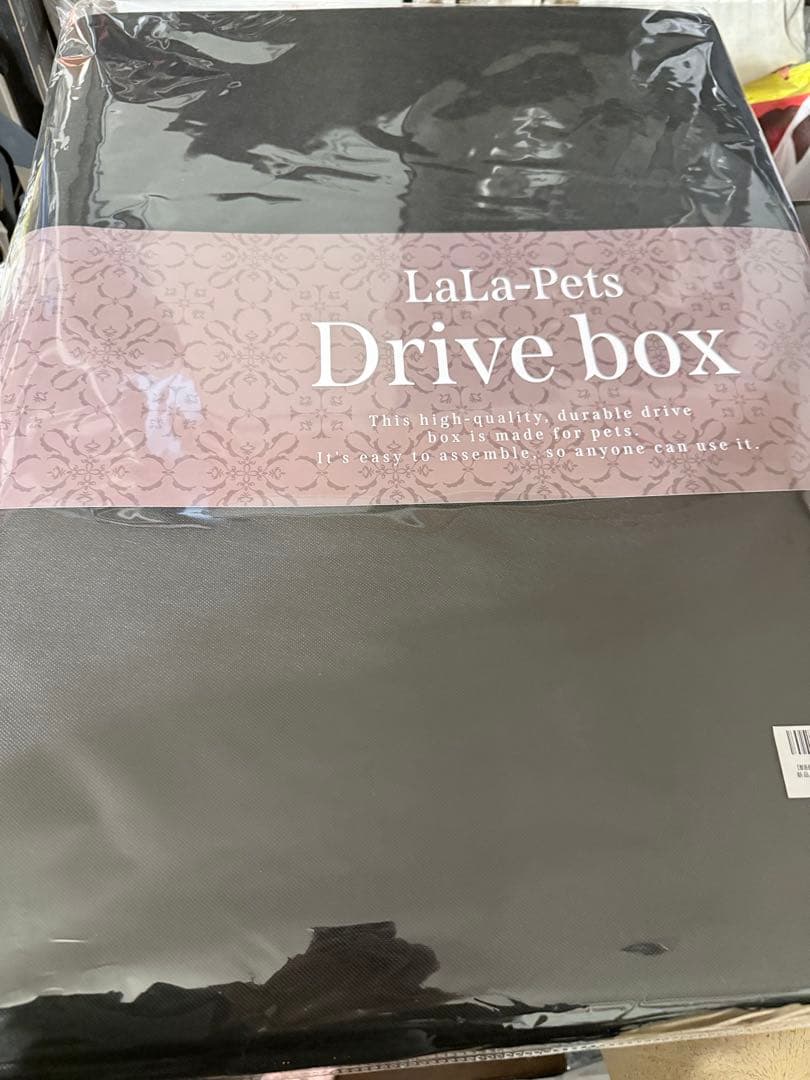 LaLa-Pets
Drive box
This high-quality, durable drive
box is made for pets.
It's easy to assemble, so anyone can use it.